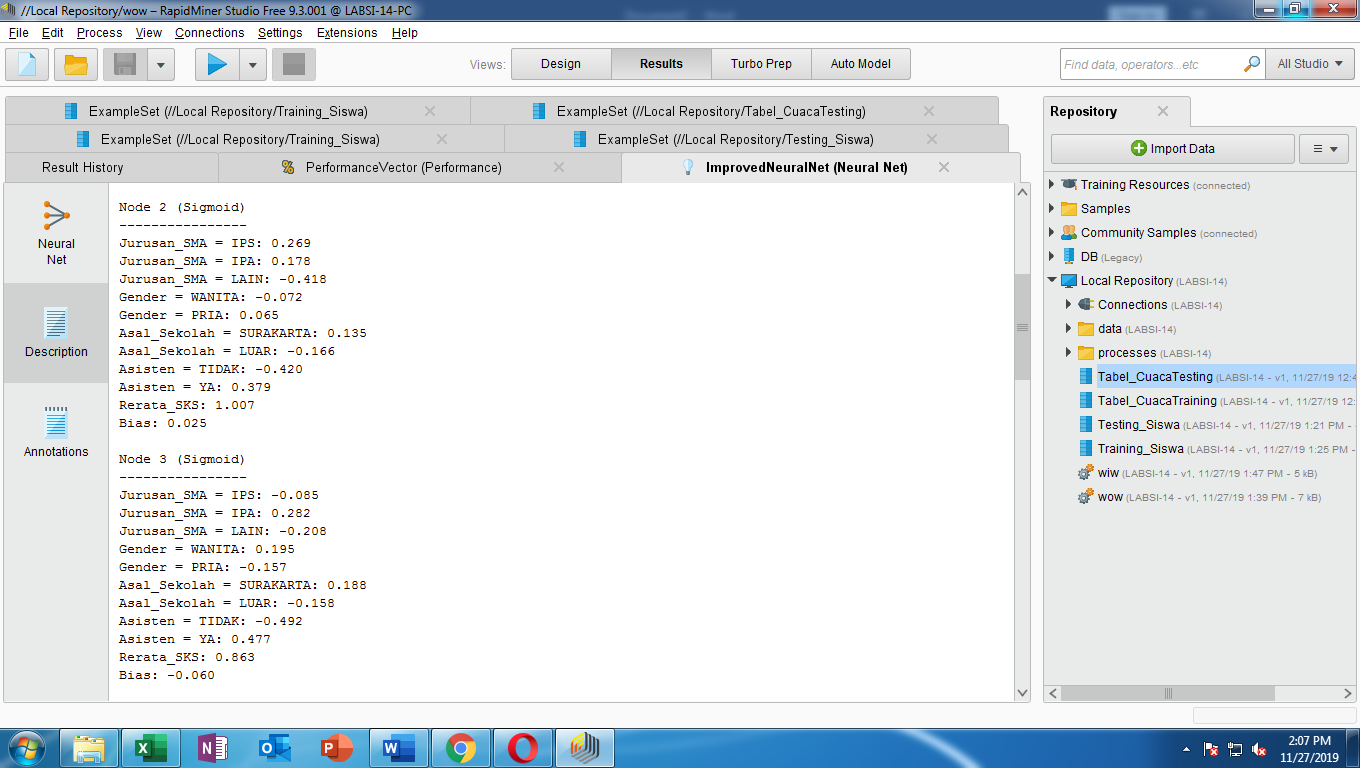 //Local Repository/wow – RapidMiner Studio Free 9.3.001 @ LABSI-14-PC
File Edit Process View Connections Settings Extensions Help
Views: Design Results Turbo Prep Auto Model
Find data, operators...etc All Studio
ExampleSet (///Local Repository/Training_Siswa) ExampleSet (///Local Repository/Tabel_CuacaTesting)
ExampleSet (///Local Repository/Training_Siswa) ExampleSet (///Local Repository/Testing_Siswa)
Result History PerformanceVector (Performance) ImprovedNeuralNet (Neural Net)
Neural
Net
Description
Annotations
Node 2 (Sigmoid)
----------------
Jurusan_SMA = IPS: 0.269
Jurusan_SMA = IPA: 0.178
Jurusan_SMA = LAIN: -0.418
Gender = WANITA: -0.072
Gender = PRIA: 0.065
Asal_Sekolah = SURAKARTA: 0.135
Asal_Sekolah = LUAR: -0.166
Asisten = TIDAK: -0.420
Asisten = YA: 0.379
Rerata_SKS: 1.007
Bias: 0.025
Node 3 (Sigmoid)
----------------
Jurusan_SMA = IPS: -0.085
Jurusan_SMA = IPA: 0.282
Jurusan_SMA = LAIN: -0.208
Gender = WANITA: 0.195
Gender = PRIA: -0.157
Asal_Sekolah = SURAKARTA: 0.188
Asal_Sekolah = LUAR: -0.158
Asisten = TIDAK: -0.492
Asisten = YA: 0.477
Rerata_SKS: 0.863
Bias: -0.060
Repository
Import Data
Training Resources (connected)
Samples
Community Samples (connected)
DB (Legacy)
Local Repository (LABSI-14)
Connections (LABSI-14)
data (LABSI-14)
processes (LABSI-14)
Tabel_CuacaTesting (LABSI-14 - v1, 11/27/19 12:4
Tabel_CuacaTraining (LABSI-14 - v1, 11/27/19 12:
Testing_Siswa (LABSI-14 - v1, 11/27/19 1:21 PM -
Training_Siswa (LABSI-14 - v1, 11/27/19 1:25 PM -
wiw (LABSI-14 - v1, 11/27/19 1:47 PM - 5 kB)
wow (LABSI-14 - v1, 11/27/19 1:39 PM - 7 kB)
2:07 PM
11/27/2019